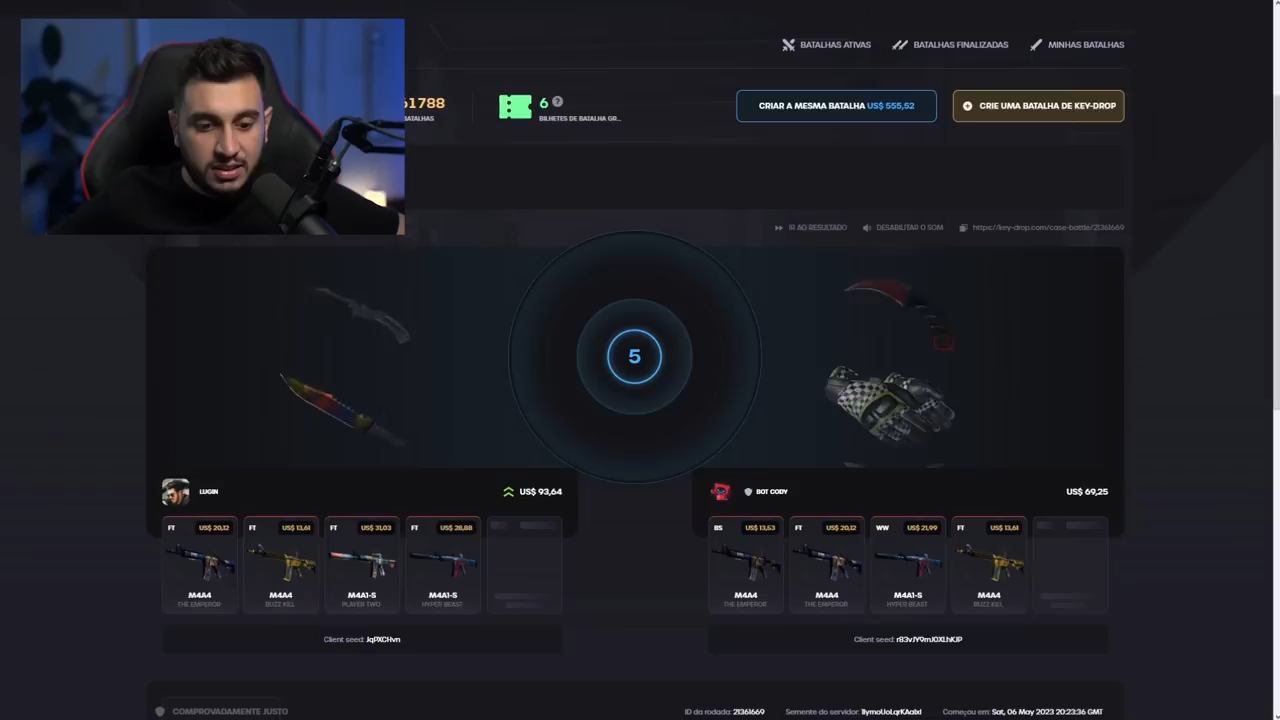 BATALHAS ATIVAS
BATALHAS FINALIZADAS
MINHAS BATALHAS
1788
BATALHAS
6 ?
BILHETES DE BATALHA GR...
CRIAR A MESMA BATALHA US$ 555,52
CRIE UMA BATALHA DE KEY-DROP
IR AO RESULTADO
DESABILITAR O SOM
https://key-drop.com/case-battle/21361669
5
LUGIN
US$ 93,64
BOT CODY
US$ 69,25
FT US$ 20,12
M4A4
THE EMPEROR
FT US$ 13,61
M4A4
BUZZ KILL
FT US$ 31,03
M4A1-S
PLAYER TWO
FT US$ 28,88
M4A1-S
HYPER BEAST
BS US$ 13,53
M4A4
THE EMPEROR
FT US$ 20,12
M4A4
THE EMPEROR
WW US$ 21,99
M4A1-S
HYPER BEAST
FT US$ 13,61
M4A4
BUZZ KILL
Client seed: JqPXCHvn
Client seed: r83vJY9mJ0XLhKJP
COMPROVADAMENTE JUSTO
ID da rodada: 21361669
Semente do servidor:
Começou em: Sat, 06 May 2023 20:23:36 GMT